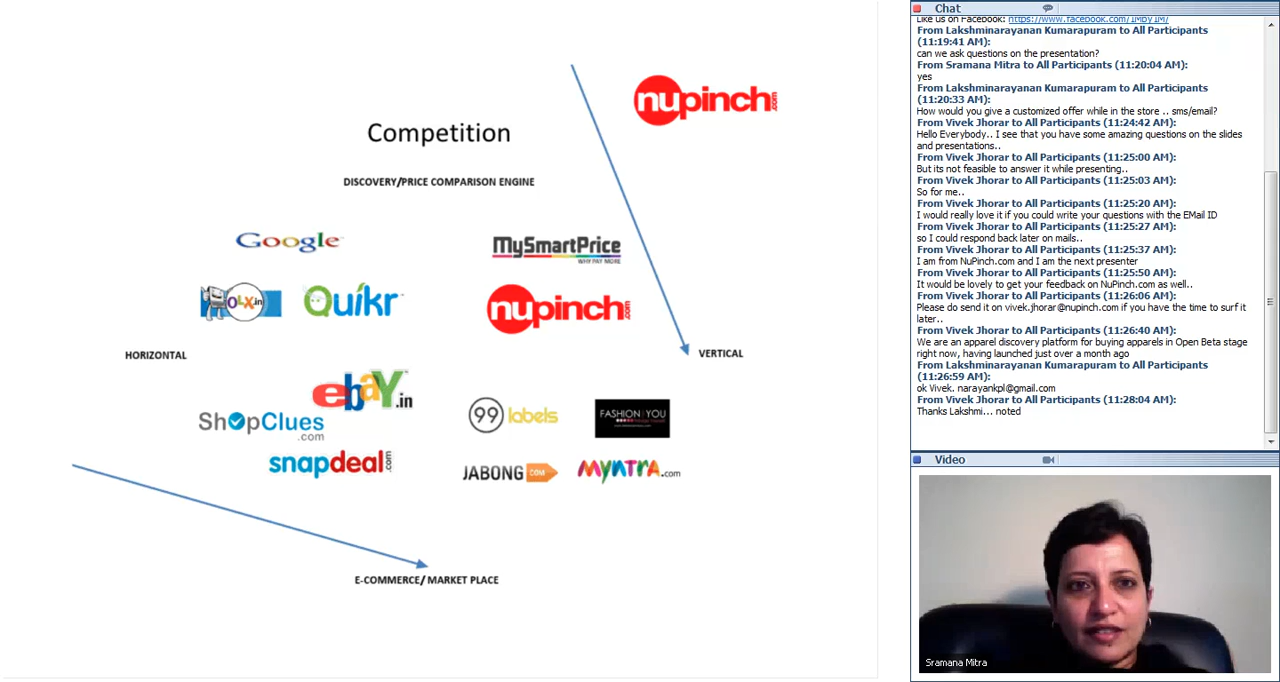 nupinch.com
Competition
DISCOVERY/PRICE COMPARISON ENGINE
Google
MySmartPrice
WHY PAY MORE
OLX.in
Quikr
nupinch.com
HORIZONTAL
VERTICAL
ebay.in
ShopClues
.com
99 labels
FASHION YOU
snapdeal.com
JABONG COM
myntra.com
E-COMMERCE/ MARKET PLACE
Chat
Like us on Facebook: https://www.facebook.com/1Mby1M/
From Lakshminarayanan Kumarapuram to All Participants
(11:19:41 AM):
can we ask questions on the presentation?
From Sramana Mitra to All Participants (11:20:04 AM):
yes
From Lakshminarayanan Kumarapuram to All Participants
(11:20:33 AM):
How would you give a customized offer while in the store .. sms/email?
From Vivek Jhorar to All Participants (11:24:42 AM):
Hello Everybody.. I see that you have some amazing questions on the slides
and presentations..
From Vivek Jhorar to All Participants (11:25:00 AM):
But its not feasible to answer it while presenting..
From Vivek Jhorar to All Participants (11:25:03 AM):
So for me..
From Vivek Jhorar to All Participants (11:25:20 AM):
I would really love it if you could write your questions with the EMail ID
From Vivek Jhorar to All Participants (11:25:27 AM):
so I could respond back later on mails..
From Vivek Jhorar to All Participants (11:25:37 AM):
I am from NuPinch.com and I am the next presenter
From Vivek Jhorar to All Participants (11:25:50 AM):
It would be lovely to get your feedback on NuPinch.com as well..
From Vivek Jhorar to All Participants (11:26:06 AM):
Please do send it on vivek.jhorar@nupinch.com if you have the time to surf it
later..
From Vivek Jhorar to All Participants (11:26:40 AM):
We are an apparel discovery platform for buying apparels in Open Beta stage
right now, having launched just over a month ago
From Lakshminarayanan Kumarapuram to All Participants
(11:26:59 AM):
ok Vivek. narayankpl@gmail.com
From Vivek Jhorar to All Participants (11:28:04 AM):
Thanks Lakshmi... noted
Video
Sramana Mitra